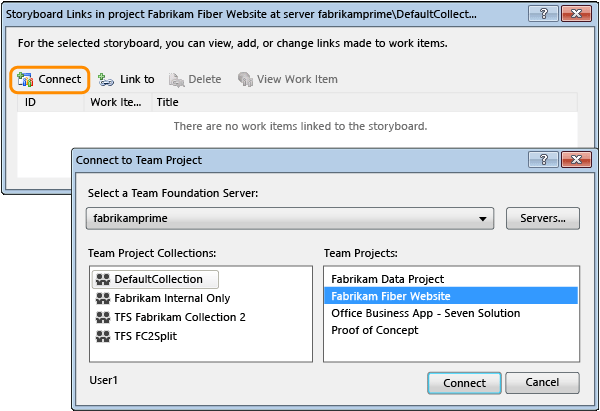 Storyboard Links in project Fabrikam Fiber Website at server fabrikamprime\DefaultCollect...
For the selected storyboard, you can view, add, or change links made to work items.
Connect Link to Delete View Work Item
ID Work Ite... Title
There are no work items linked to the storyboard.
Connect to Team Project
Select a Team Foundation Server:
fabrikamprime Servers...
Team Project Collections:
DefaultCollection
Fabrikam Internal Only
TFS Fabrikam Collection 2
TFS FC2Split
Team Projects:
Fabrikam Data Project
Fabrikam Fiber Website
Office Business App - Seven Solution
Proof of Concept
User1
Connect Cancel